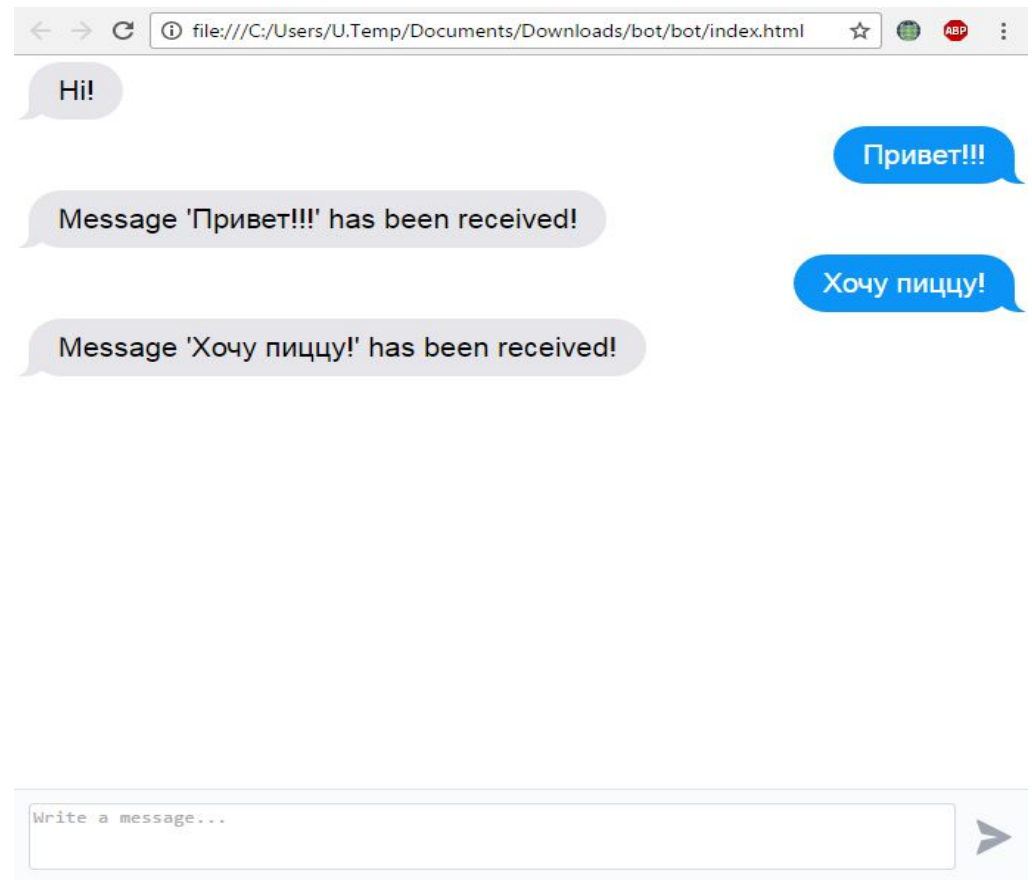 file:///C:/Users/U.Temp/Documents/Downloads/bot/bot/index.html
ABP
Hi!
Привет!!!
Message 'Привет!!!' has been received!
Хочу пиццу!
Message 'Хочу пиццу!' has been received!
Write a message...